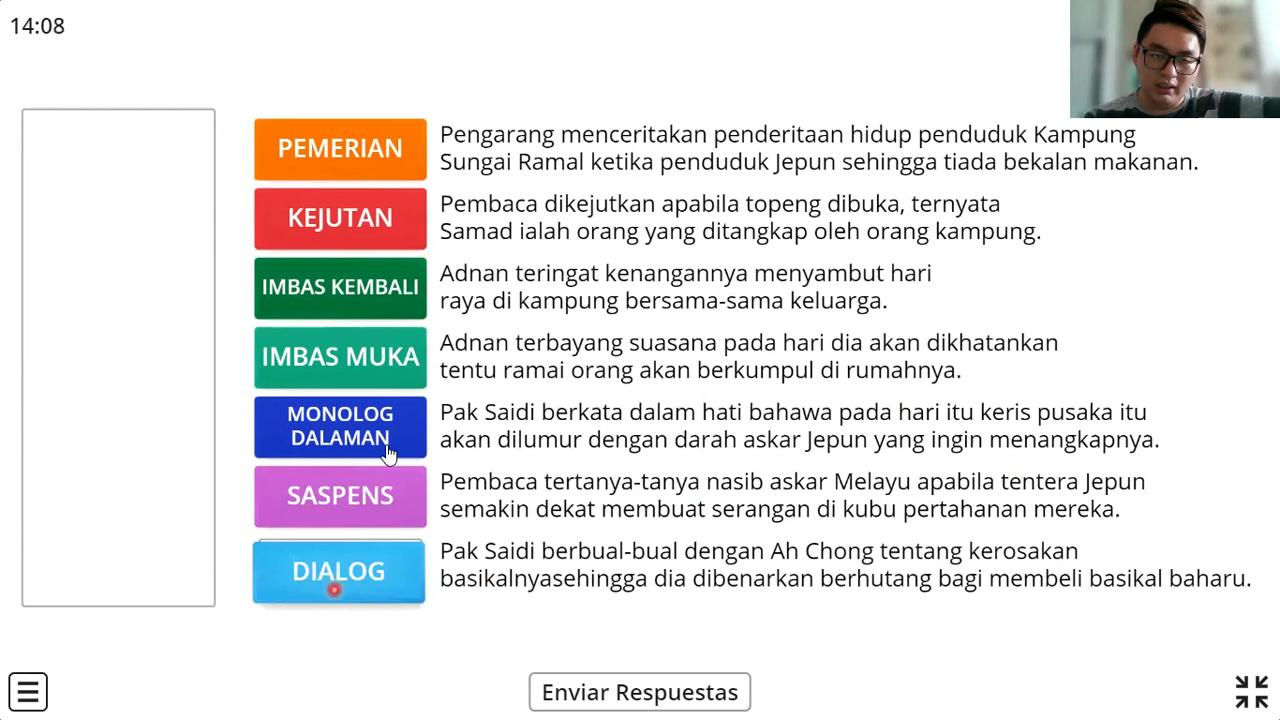 14:08
PEMERIAN
Pengarang menceritakan penderitaan hidup penduduk Kampung
Sungai Ramal ketika penduduk Jepun sehingga tiada bekalan makanan.
KEJUTAN
Pembaca dikejutkan apabila topeng dibuka, ternyata
Samad ialah orang yang ditangkap oleh orang kampung.
IMBAS KEMBALI
Adnan teringat kenangannya menyambut hari
raya di kampung bersama-sama keluarga.
IMBAS MUKA
Adnan terbayang suasana pada hari dia akan dikhatankan
tentu ramai orang akan berkumpul di rumahnya.
MONOLOG
DALAMAN
Pak Saidi berkata dalam hati bahawa pada hari itu keris pusaka itu
akan dilumur dengan darah askar Jepun yang ingin menangkapnya.
SASPENS
Pembaca tertanya-tanya nasib askar Melayu apabila tentera Jepun
semakin dekat membuat serangan di kubu pertahanan mereka.
DIALOG
Pak Saidi berbual-bual dengan Ah Chong tentang kerosakan
basikalnyasehingga dia dibenarkan berhutang bagi membeli basikal baharu.
Enviar Respuestas